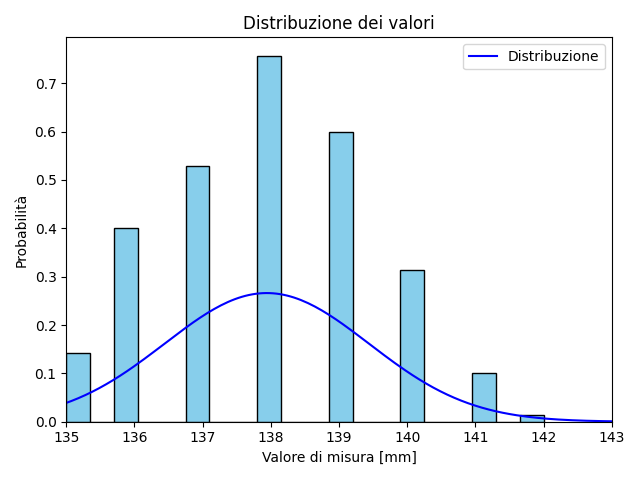 Distribuzione dei valori
Distribuzione
Probabilità
0.7
0.6
0.5
0.4
0.3
0.2
0.1
0.0
135 136 137 138 139 140 141 142 143
Valore di misura [mm]